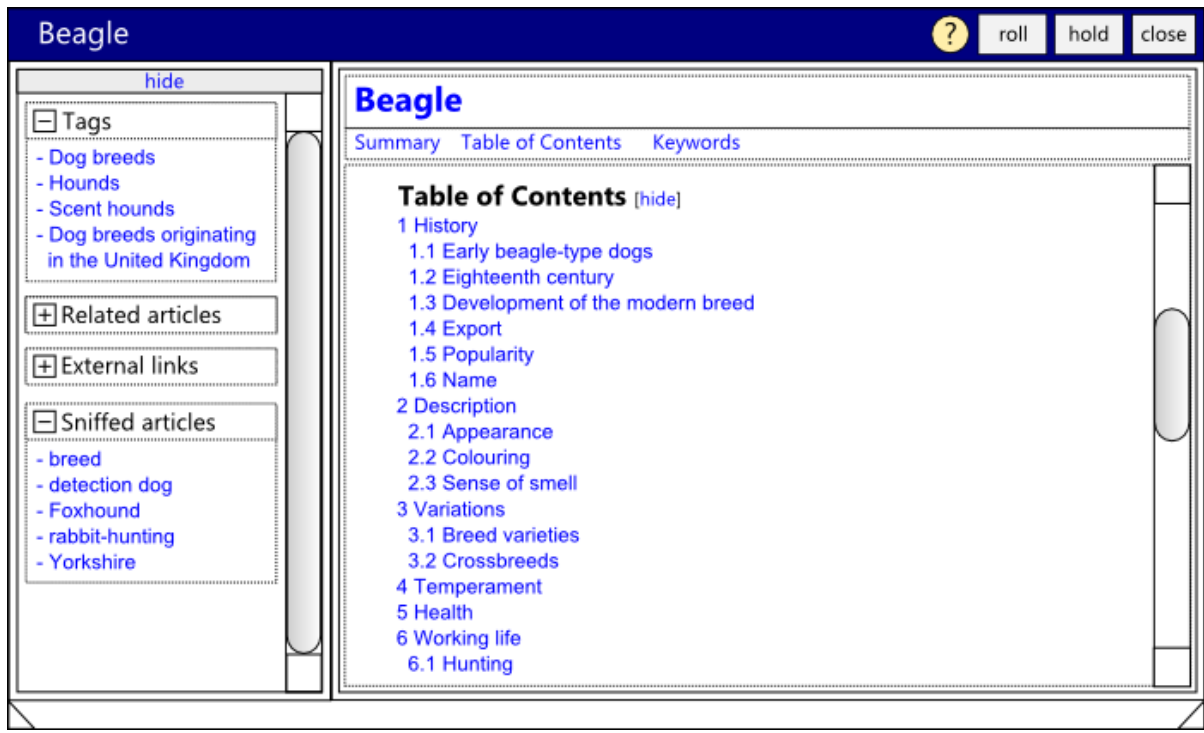 Beagle
? roll hold close
hide
Tags
- Dog breeds
- Hounds
- Scent hounds
- Dog breeds originating
in the United Kingdom
Related articles
External links
Sniffed articles
- breed
- detection dog
- Foxhound
- rabbit-hunting
- Yorkshire
Beagle
Summary Table of Contents Keywords
Table of Contents [hide]
1 History
1.1 Early beagle-type dogs
1.2 Eighteenth century
1.3 Development of the modern breed
1.4 Export
1.5 Popularity
1.6 Name
2 Description
2.1 Appearance
2.2 Colouring
2.3 Sense of smell
3 Variations
3.1 Breed varieties
3.2 Crossbreeds
4 Temperament
5 Health
6 Working life
6.1 Hunting